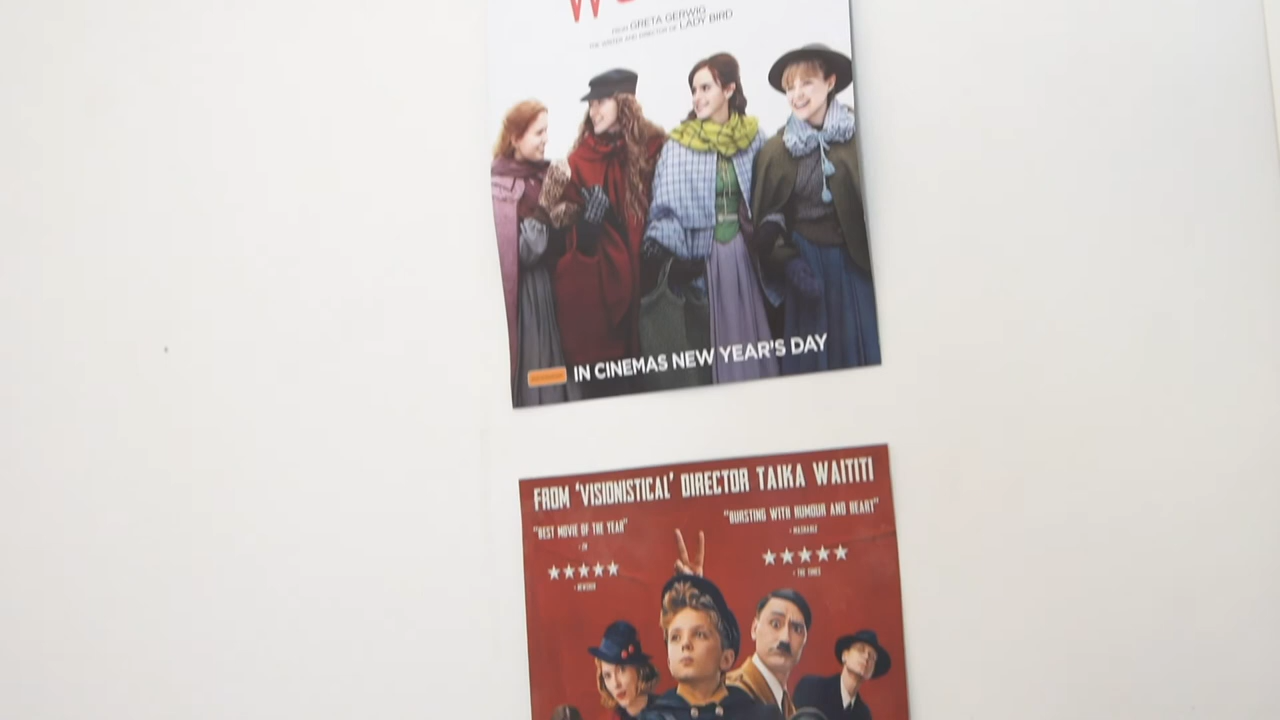 FROM GRETA GERWIG
THE WRITER AND DIRECTOR OF LADY BIRD
IN CINEMAS NEW YEAR'S DAY
FROM 'VISIONISTICAL' DIRECTOR TAIKA WAITITI
"BEST MOVIE OF THE YEAR"
"BURSTING WITH HUMOUR AND HEART"
- MASHABLE
- THE TIMES